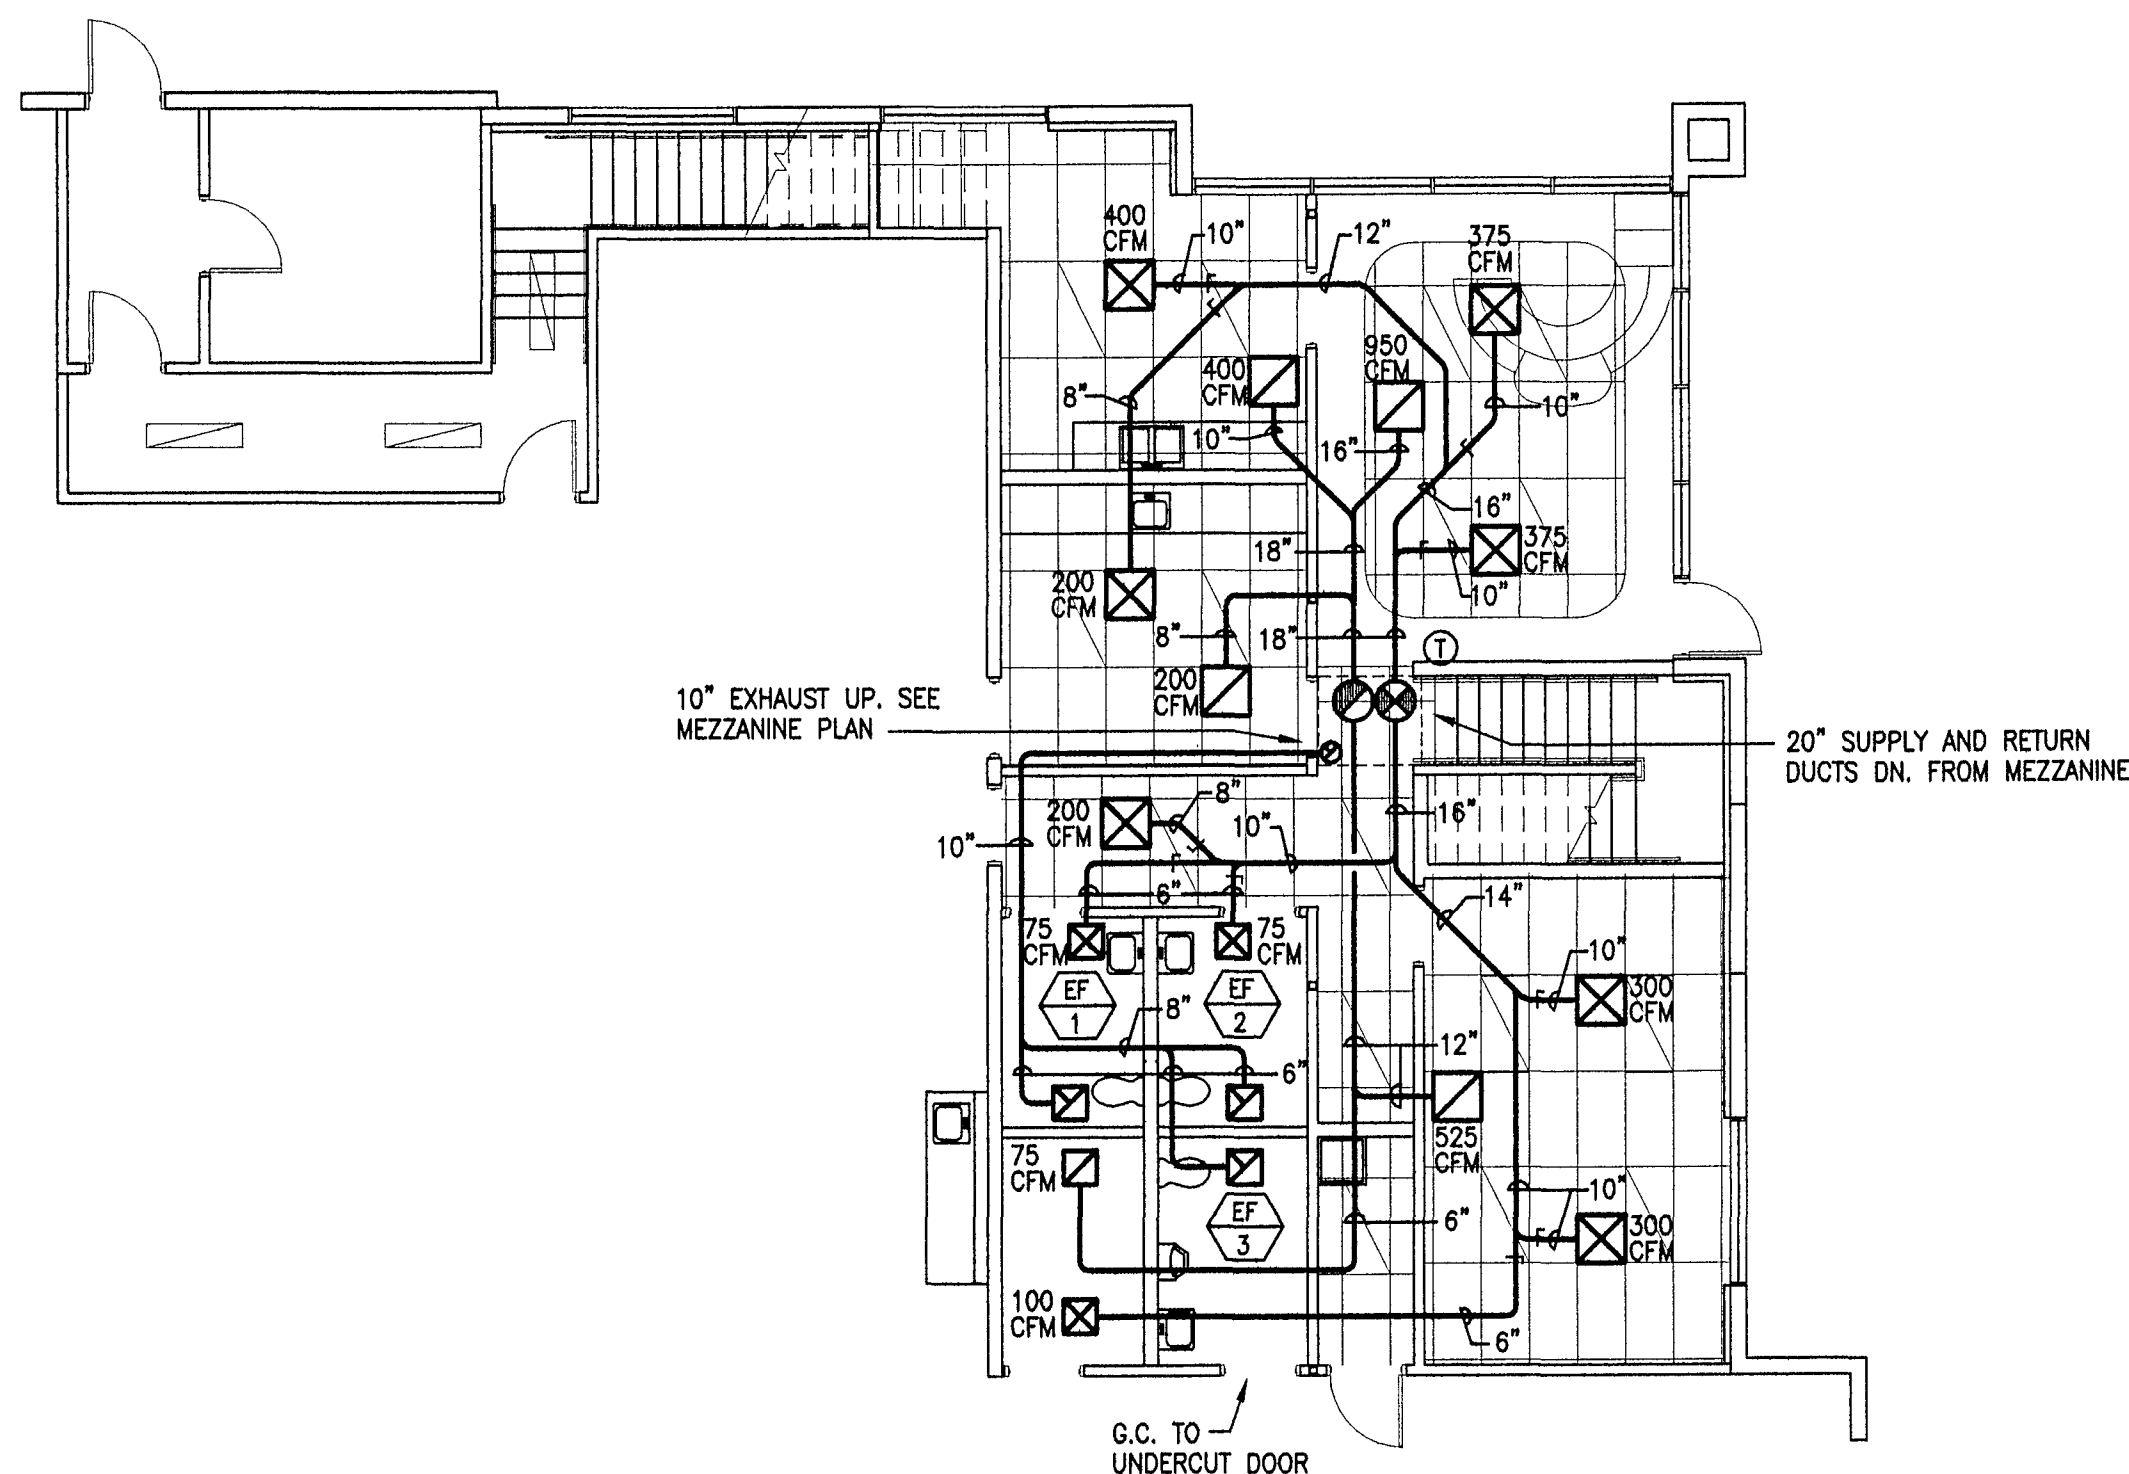 400
CFM
10”
12”
375
CFM
950
CFM
400
CFM
8”
10”
10”
16”
16”
18”
375
CFM
10”
200
CFM
8”
18”
T
200
CFM
10” EXHAUST UP. SEE
MEZZANINE PLAN
20” SUPPLY AND RETURN
DUCTS DN. FROM MEZZANINE
8”
200
CFM
10”
16”
10”
6”
14”
75
CFM
75
CFM
10”
EF
1
EF
2
8”
300
CFM
12”
6”
525
CFM
75
CFM
10”
EF
3
6”
300
CFM
100
CFM
6”
G.C. TO
UNDERCUT DOOR